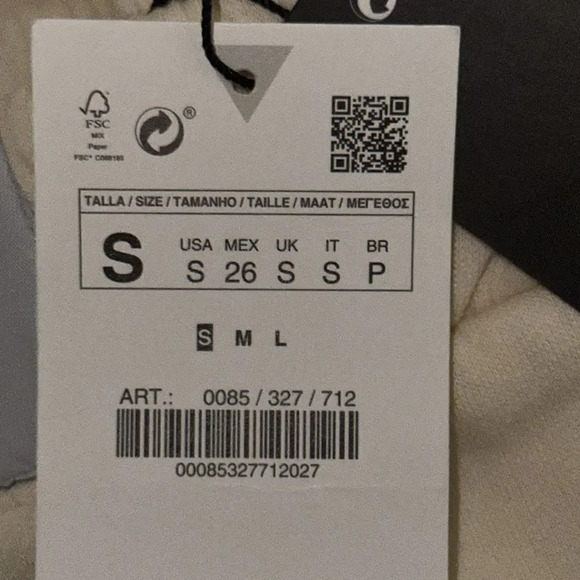 FSC
MIX
Paper
®
TALLA / SIZE / TAMANHO / TAILLE / MAAT / ΜΕΓΕΘΟΣ
S
USA MEX UK IT BR
S 26 S S P
S M L
ART.: 0085 / 327 / 712
00085327712027